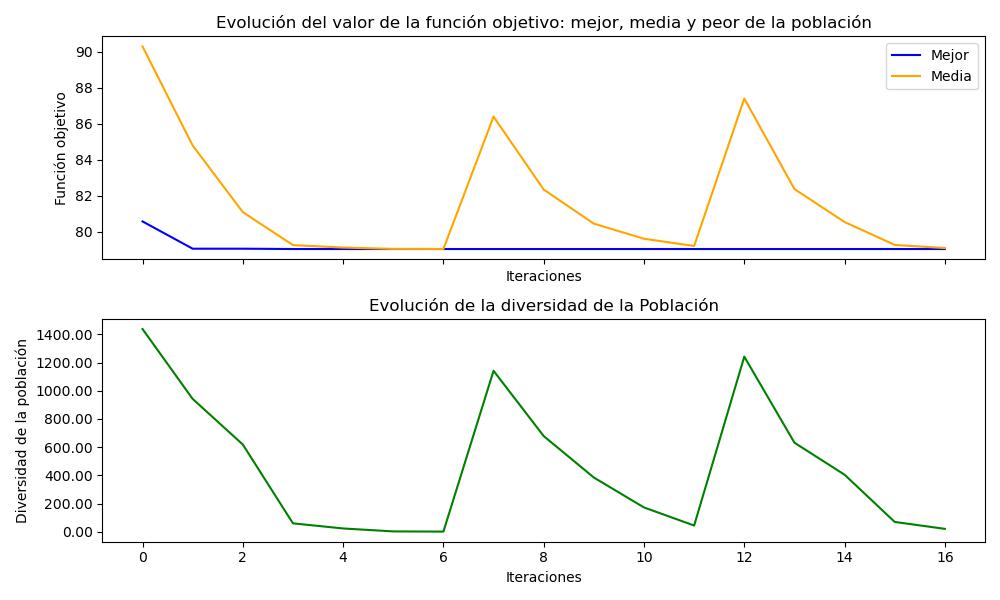 Evolución del valor de la función objetivo: mejor, media y peor de la población
Función objetivo
90
88
86
84
82
80
Mejor
Media
Iteraciones
Evolución de la diversidad de la Población
Diversidad de la población
1400.00
1200.00
1000.00
800.00
600.00
400.00
200.00
0.00
0 2 4 6 8 10 12 14 16
Iteraciones